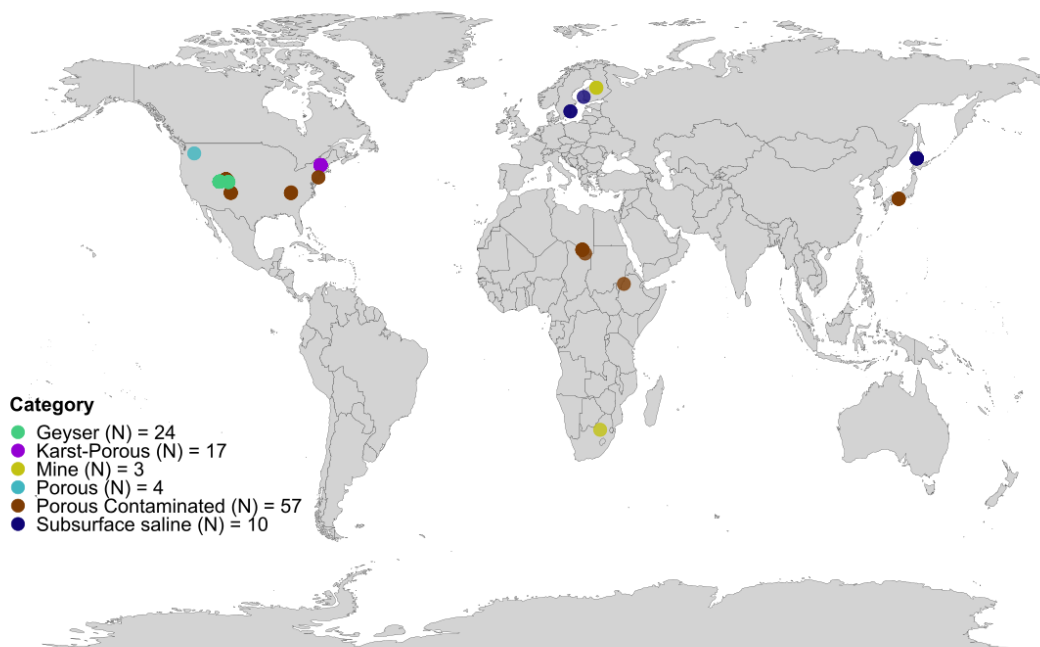 Category
Geyser (N) = 24
Karst-Porous (N) = 17
Mine (N) = 3
Porous (N) = 4
Porous Contaminated (N) = 57
Subsurface saline (N) = 10